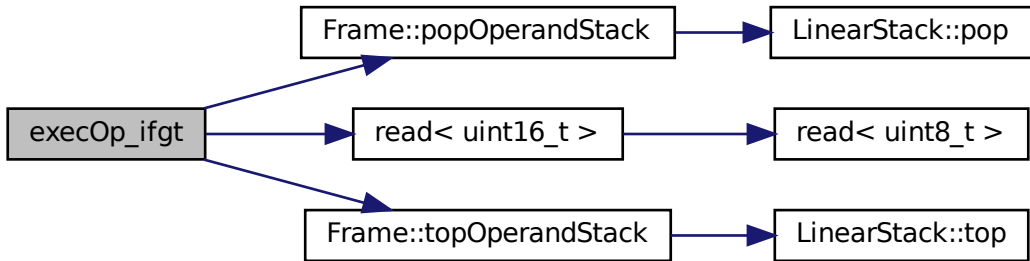 Frame::popOperandStack
LinearStack::pop
execOp_ifgt
read< uint16_t >
read< uint8_t >
Frame::topOperandStack
LinearStack::top